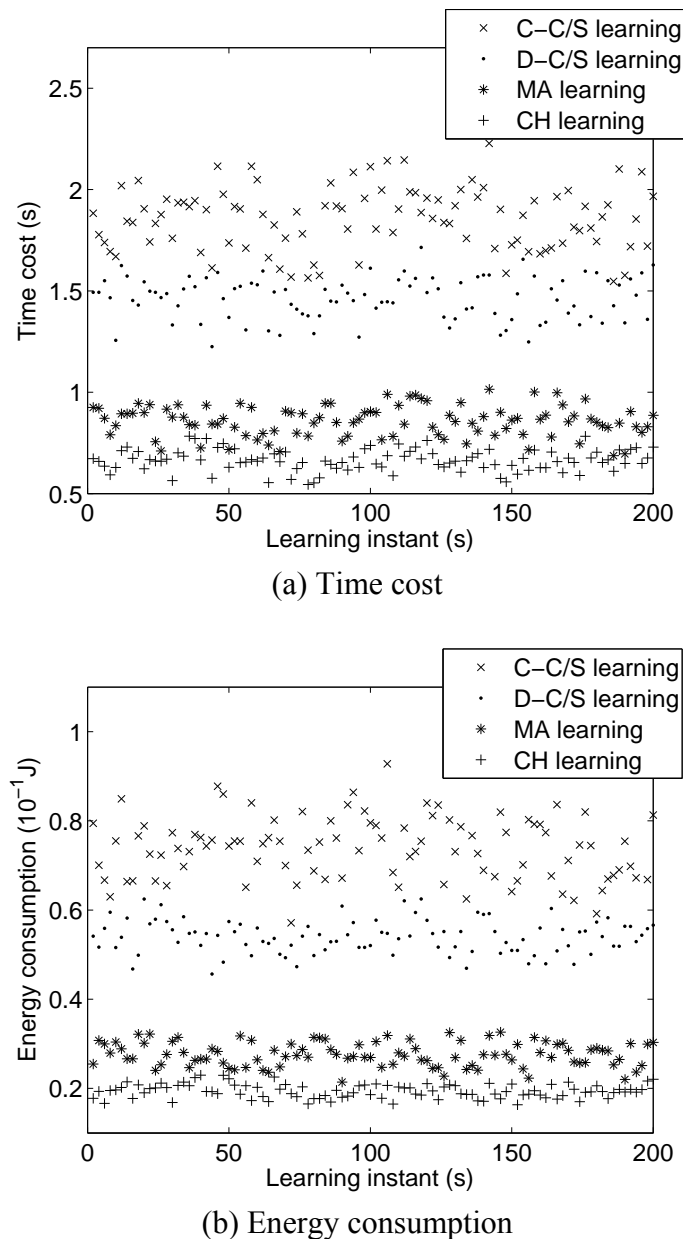 C−C/S learning
D−C/S learning
MA learning
CH learning
2.5
2
1.5
1
0.5
0
50
100
150
200
Time cost (s)
Learning instant (s)
(a) Time cost
C−C/S learning
D−C/S learning
MA learning
CH learning
1
0.8
0.6
0.4
0.2
0
50
100
150
200
Energy consumption (10⁻¹ J)
Learning instant (s)
(b) Energy consumption